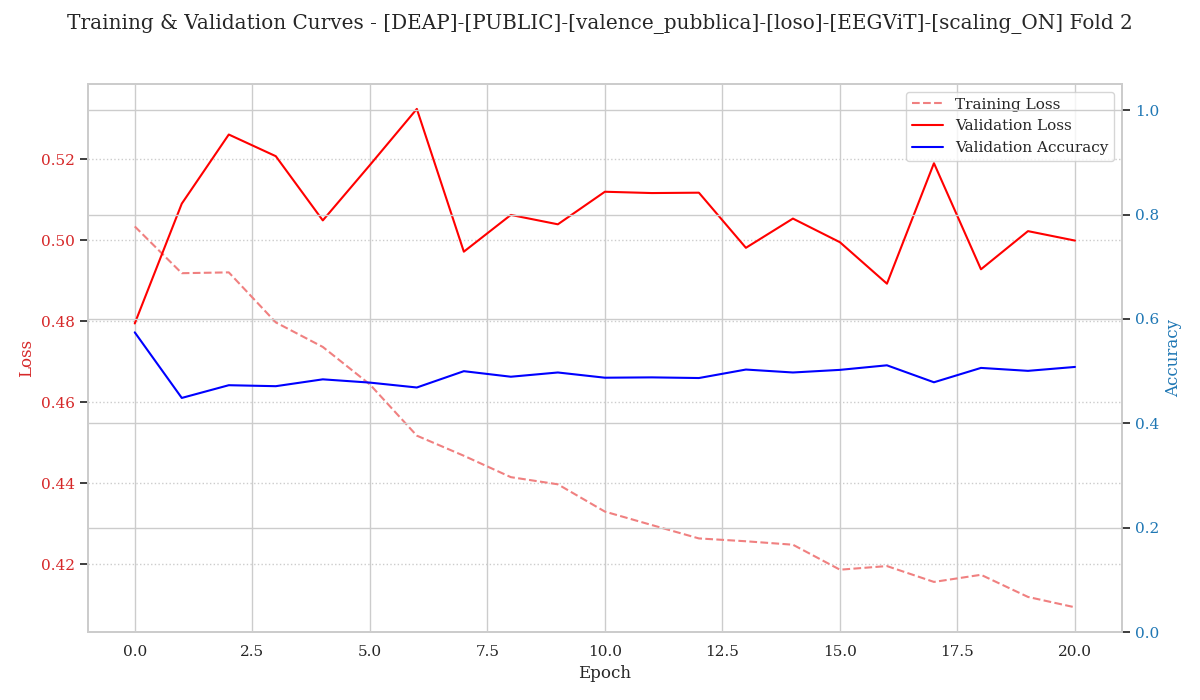 Training & Validation Curves - [DEAP]-[PUBLIC]-[valence_pubblica]-[loso]-[EEGViT]-[scaling_ON] Fold 2
Training Loss
Validation Loss
Validation Accuracy
1.0
0.8
0.6
0.4
0.2
0.0
Accuracy
0.52
0.50
0.48
0.46
0.44
0.42
Loss
0.0 2.5 5.0 7.5 10.0 12.5 15.0 17.5 20.0
Epoch